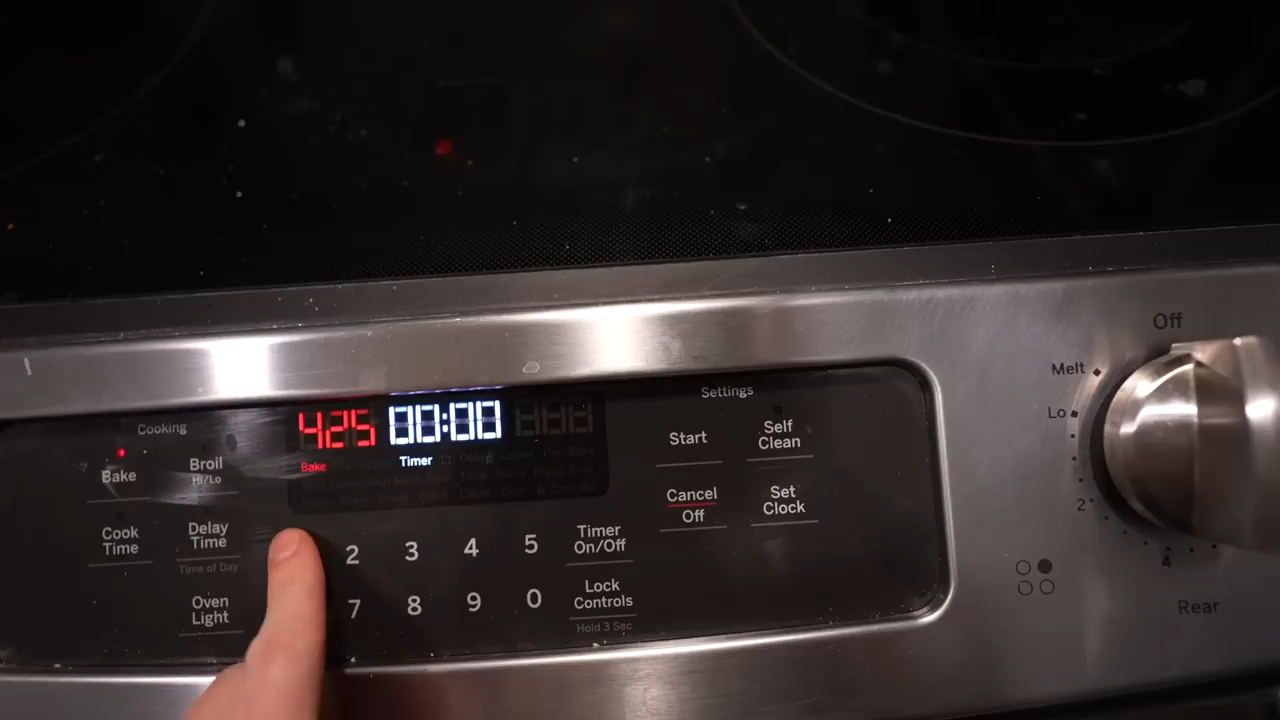 Cooking
Bake
Broil
Hi/Lo
Cook
Time
Delay
Time
Time of Day
Oven
Light
425 00:00
Bake Timer
2 3 4 5
7 8 9 0
Timer
On/Off
Lock
Controls
Hold 3 Sec
Settings
Start
Self
Clean
Cancel
Off
Set
Clock
Off
Melt
Lo
2
4
Rear